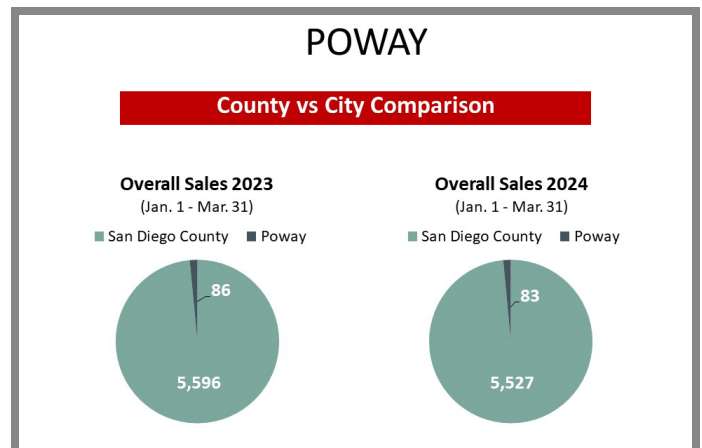 POWAY
County vs City Comparison
Overall Sales 2023
(Jan. 1 - Mar. 31)
San Diego County Poway
86
5,596
Overall Sales 2024
(Jan. 1 - Mar. 31)
San Diego County Poway
83
5,527